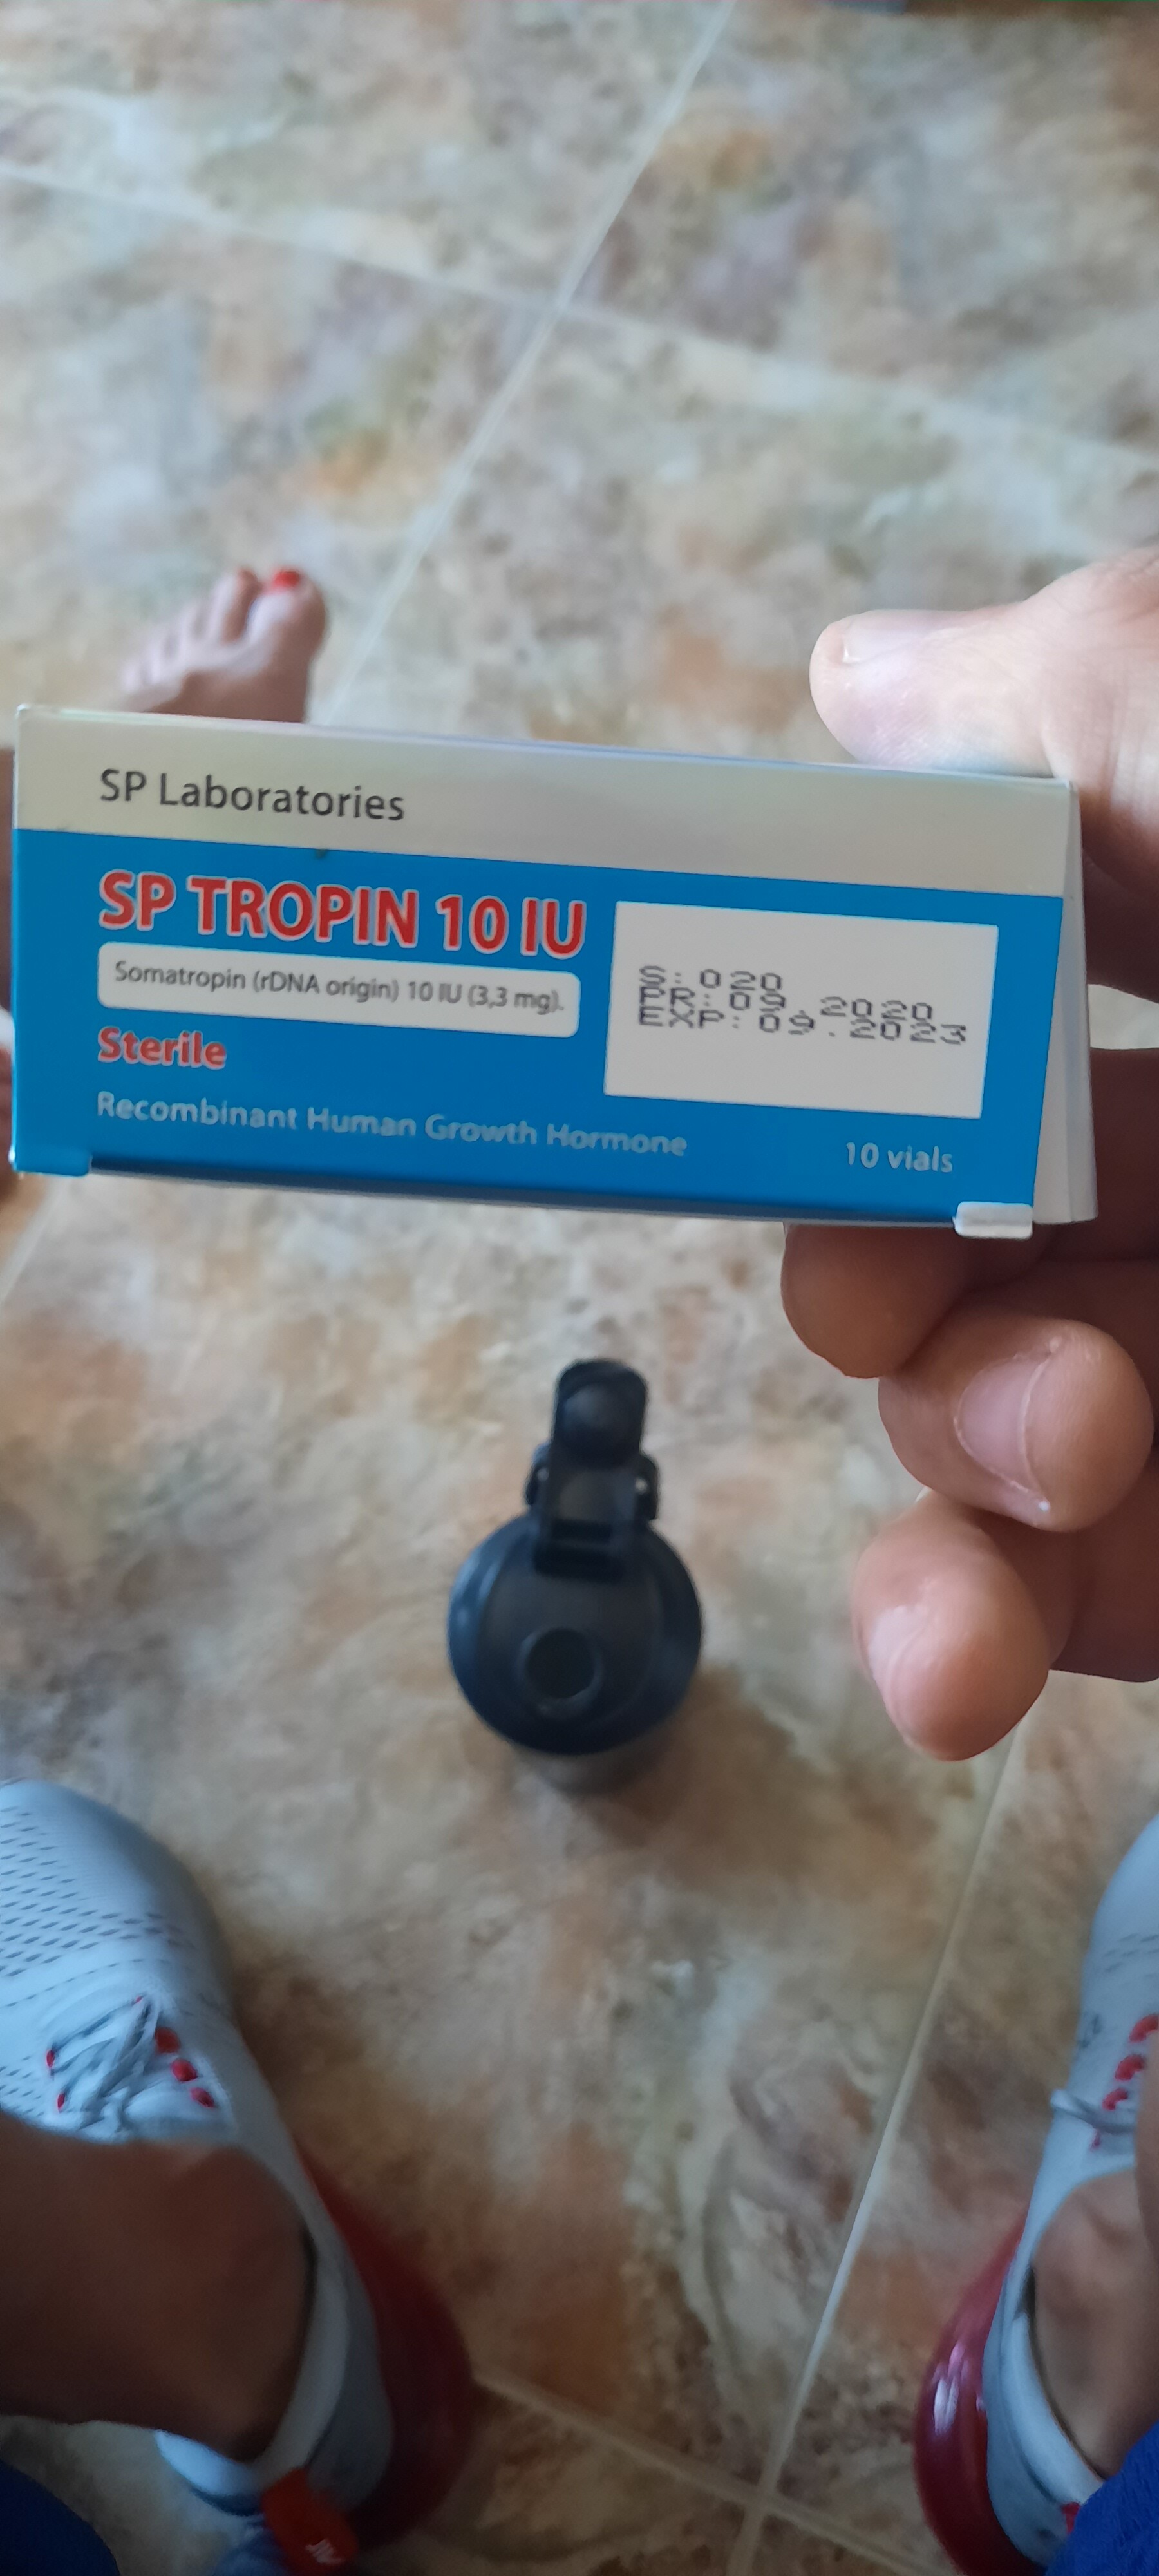 SP Laboratories
SP TROPIN 10 IU
Somatropin (rDNA origin) 10 IU (3,3 mg).
Sterile
Recombinant Human Growth Hormone
S: 020
PR: 09.2020
EXP: 09.2023
10 vials